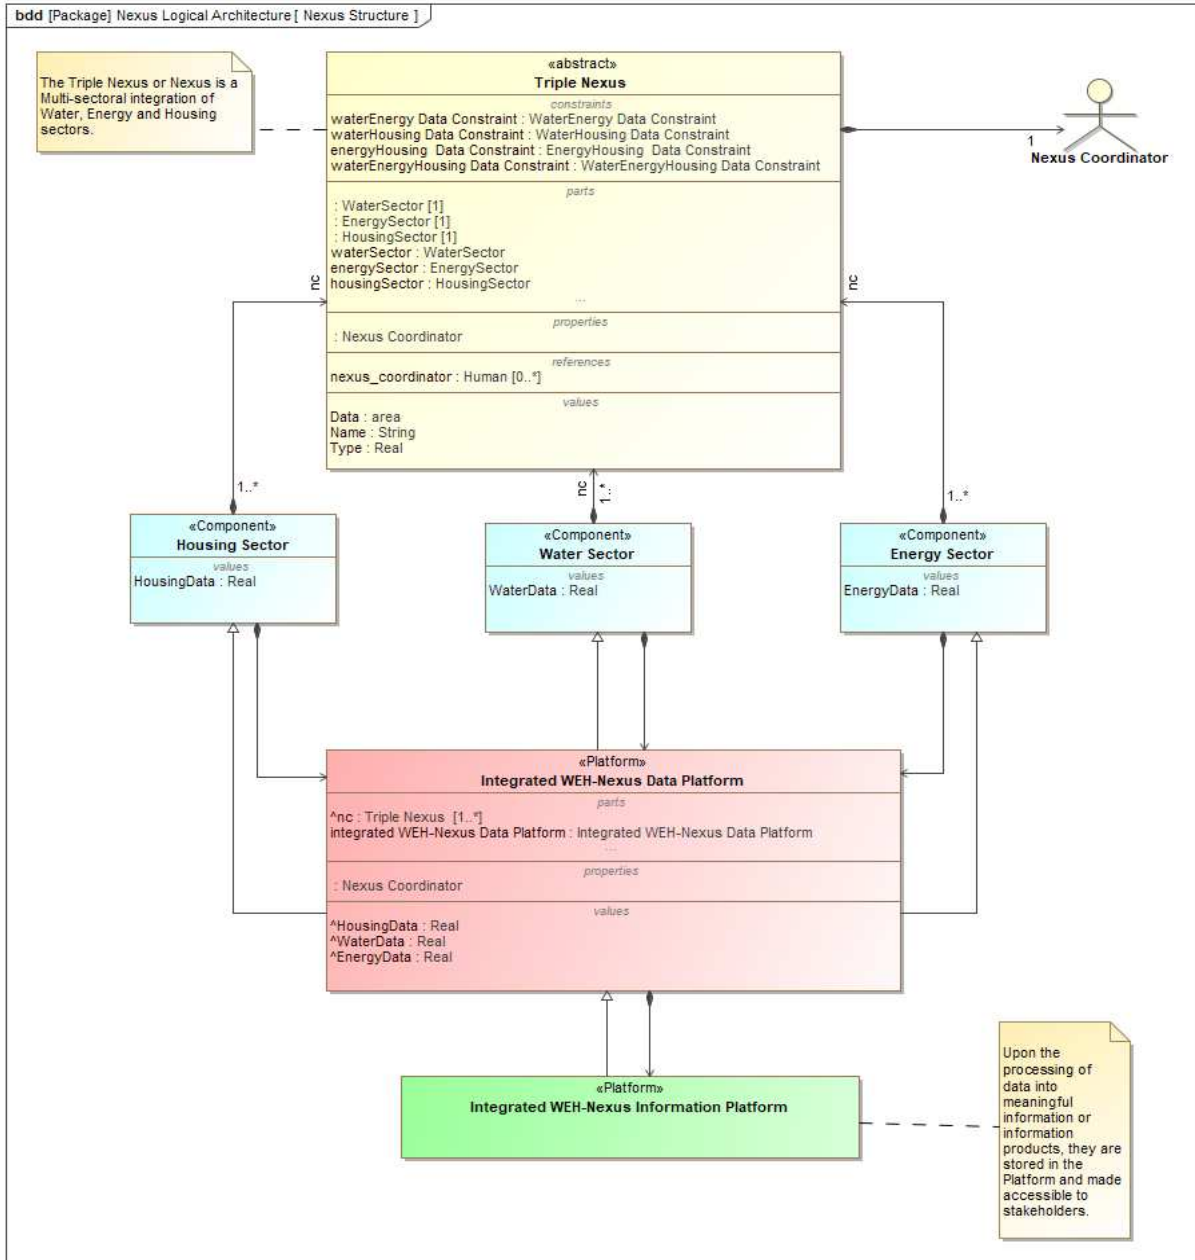 bdd [Package] Nexus Logical Architecture [ Nexus Structure ]
The Triple Nexus or Nexus is a
Multi-sectoral integration of
Water, Energy and Housing
sectors.
«abstract»
Triple Nexus
constraints
waterEnergy Data Constraint : WaterEnergy Data Constraint
waterHousing Data Constraint : WaterHousing Data Constraint
energyHousing  Data Constraint : EnergyHousing  Data Constraint
waterEnergyHousing Data Constraint : WaterEnergyHousing Data Constraint
parts
: WaterSector [1]
: EnergySector [1]
: HousingSector [1]
waterSector : WaterSector
energySector : EnergySector
housingSector : HousingSector
...
properties
: Nexus Coordinator
references
nexus_coordinator : Human [0..*]
values
Data : area
Name : String
Type : Real
1
Nexus Coordinator
nc
nc
nc
1..*
1..*
1..*
«Component»
Housing Sector
values
HousingData : Real
«Component»
Water Sector
values
WaterData : Real
«Component»
Energy Sector
values
EnergyData : Real
«Platform»
Integrated WEH-Nexus Data Platform
parts
^nc : Triple Nexus  [1..*]
integrated WEH-Nexus Data Platform : Integrated WEH-Nexus Data Platform
...
properties
: Nexus Coordinator
values
^HousingData : Real
^WaterData : Real
^EnergyData : Real
«Platform»
Integrated WEH-Nexus Information Platform
Upon the
processing of
data into
meaningful
information or
information
products, they are
stored in the
Platform and made
accessible to
stakeholders.